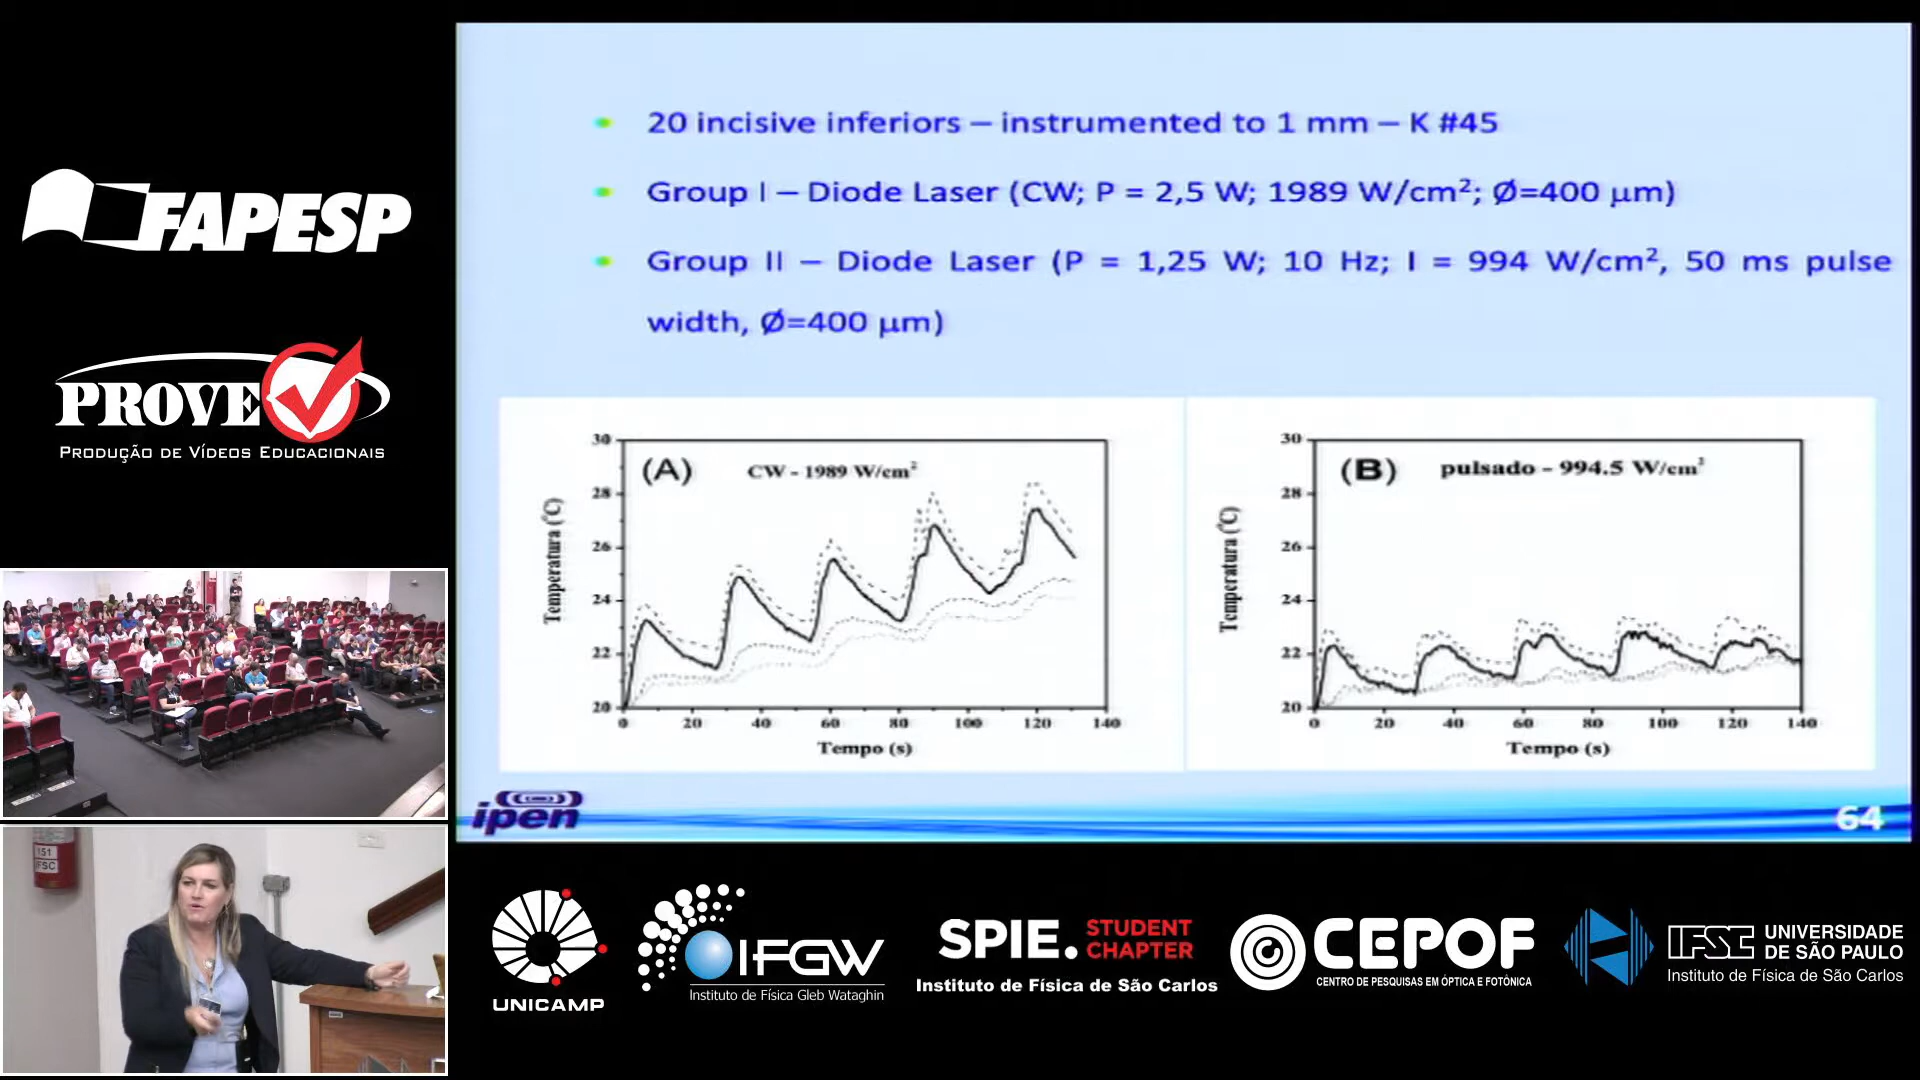 FAPESP
PROVE
PRODUÇÃO DE VÍDEOS EDUCACIONAIS
• 20 incisive inferiors – instrumented to 1 mm – K #45
• Group I – Diode Laser (CW; P = 2,5 W; 1989 W/cm²; Ø=400 µm)
• Group II – Diode Laser (P = 1,25 W; 10 Hz; I = 994 W/cm², 50 ms pulse
width, Ø=400 µm)
(A) CW - 1989 W/cm²
Temperatura (°C)
30
28
26
24
22
20
0 20 40 60 80 100 120 140
Tempo (s)
(B) pulsado - 994.5 W/cm²
Temperatura (°C)
30
28
26
24
22
20
0 20 40 60 80 100 120 140
Tempo (s)
ipen
64
151
IFSC
UNICAMP
IFGW
Instituto de Física Gleb Wataghin
SPIE. STUDENT
CHAPTER
Instituto de Física de São Carlos
CEPOF
CENTRO DE PESQUISAS EM ÓPTICA E FOTÔNICA
IFSC UNIVERSIDADE
DE SÃO PAULO
Instituto de Física de São Carlos